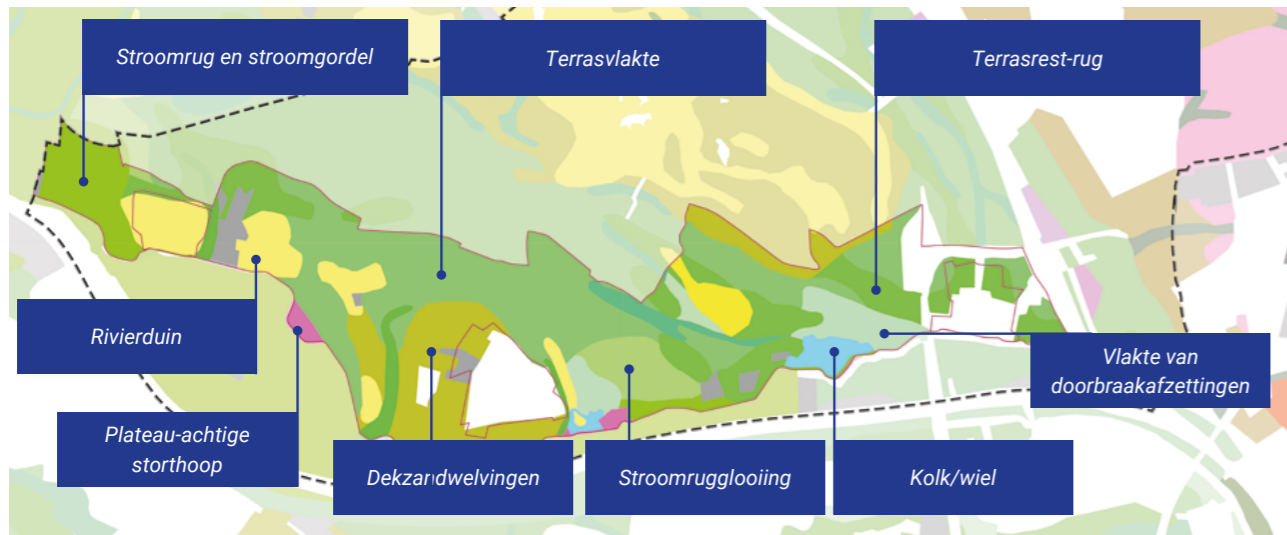 Stroomrug en stroomgordel
Terrasvlakte
Terrasrest-rug
Rivierduin
Vlakte van
doorbraakafzettingen
Plateau-achtige
storthoop
Dekzandwelvingen
Stroomrugglooiing
Kolk/wiel